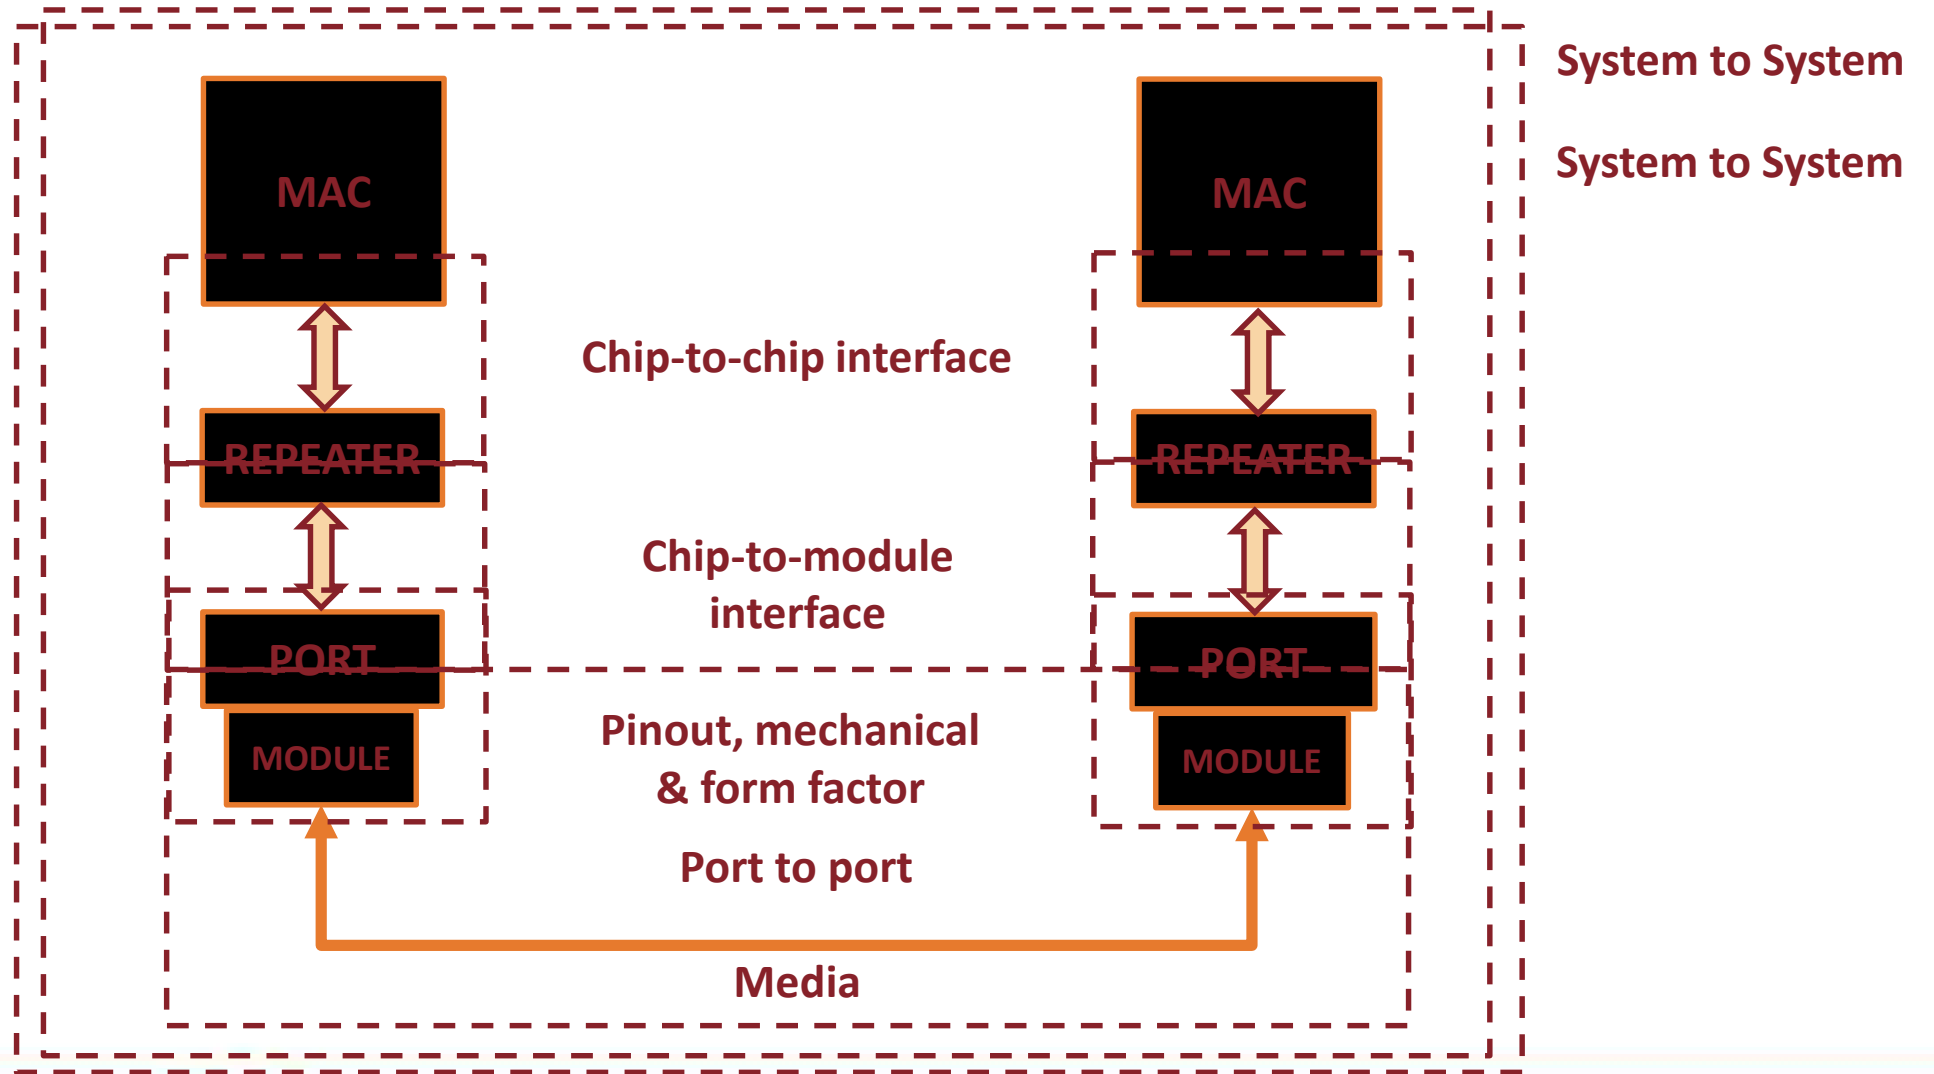 System to System
System to System
MAC
MAC
Chip-to-chip interface
REPEATER
REPEATER
Chip-to-module
interface
PORT
PORT
Pinout, mechanical
& form factor
MODULE
MODULE
Port to port
Media